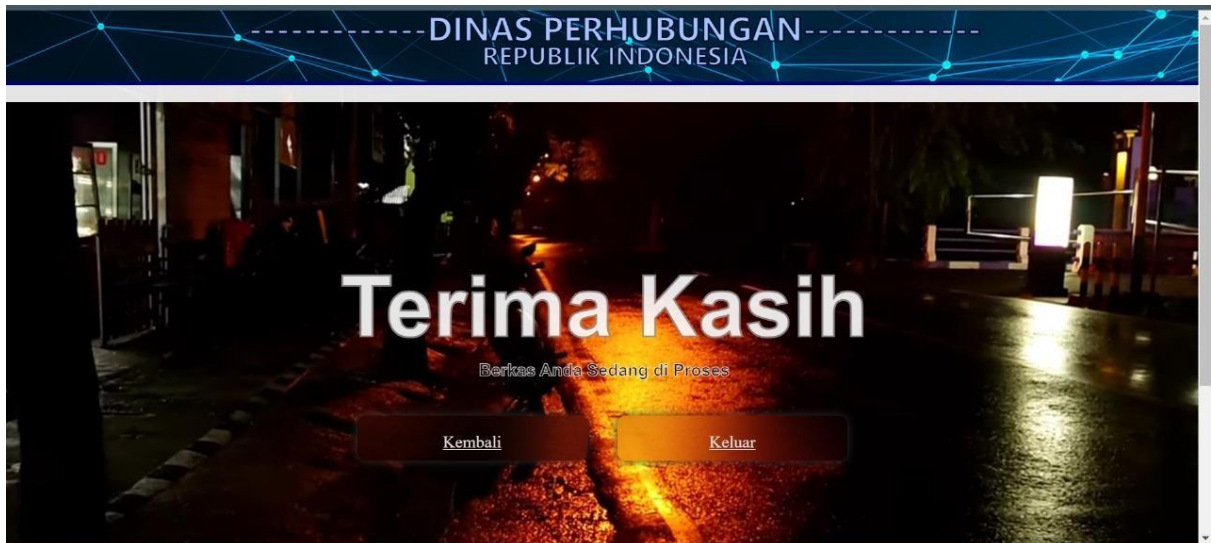 -------------DINAS PERHUBUNGAN-------------
REPUBLIK INDONESIA
Terima Kasih
Berkas Anda Sedang di Proses
Kembali Keluar